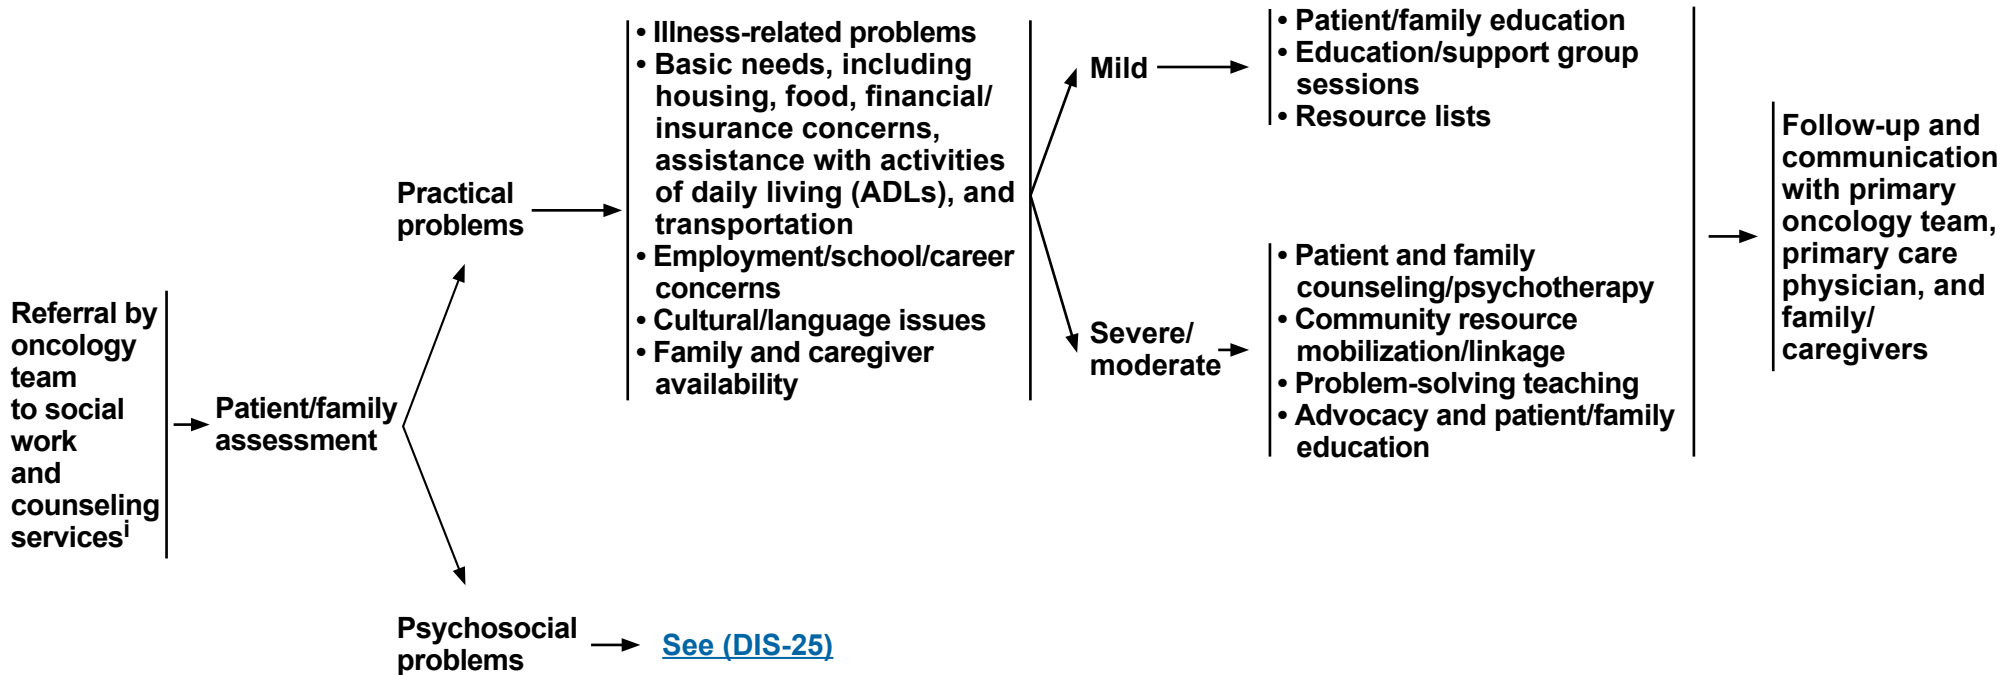 Referral by
oncology
team
to social
work
and
counseling
servicesⁱ
Patient/family
assessment
Practical
problems
• Illness-related problems
• Basic needs, including
housing, food, financial/
insurance concerns,
assistance with activities
of daily living (ADLs), and
transportation
• Employment/school/career
concerns
• Cultural/language issues
• Family and caregiver
availability
Mild
• Patient/family education
• Education/support group
sessions
• Resource lists
Severe/
moderate
• Patient and family
counseling/psychotherapy
• Community resource
mobilization/linkage
• Problem-solving teaching
• Advocacy and patient/family
education
Follow-up and
communication
with primary
oncology team,
primary care
physician, and
family/
caregivers
Psychosocial
problems
See (DIS-25)